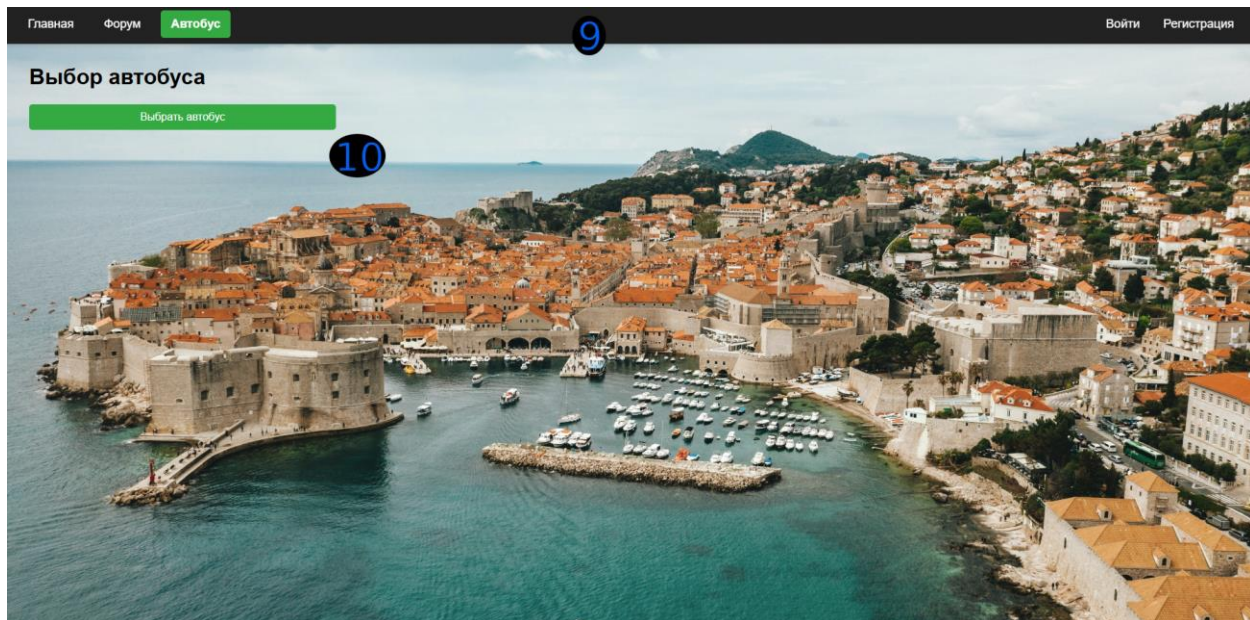 Главная Форум Автобус 9 Войти Регистрация
Выбор автобуса
Выбрать автобус
10